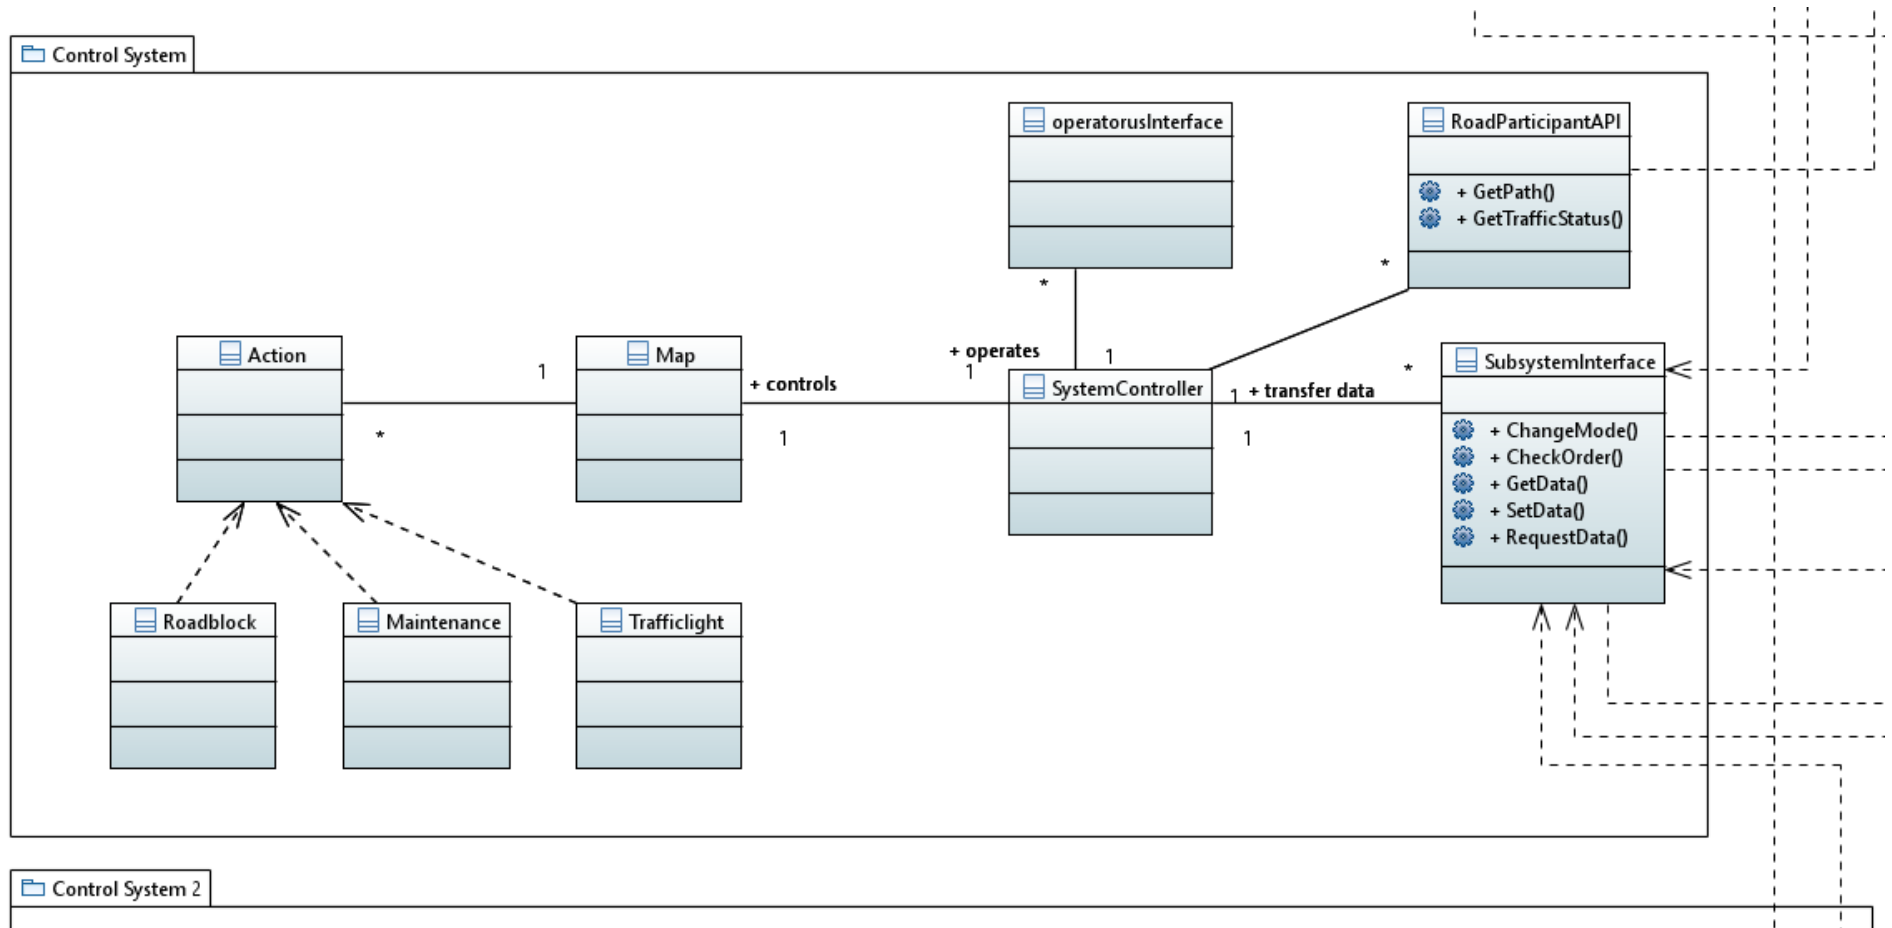 Control System
operatorusInterface
RoadParticipantAPI
+ GetPath()
+ GetTrafficStatus()
*
*
Action
Map
1
+ controls
+ operates
1
1
SystemController
1
+ transfer data
*
SubsystemInterface
*
1
1
+ ChangeMode()
+ CheckOrder()
+ GetData()
+ SetData()
+ RequestData()
Roadblock
Maintenance
Trafficlight
Control System 2